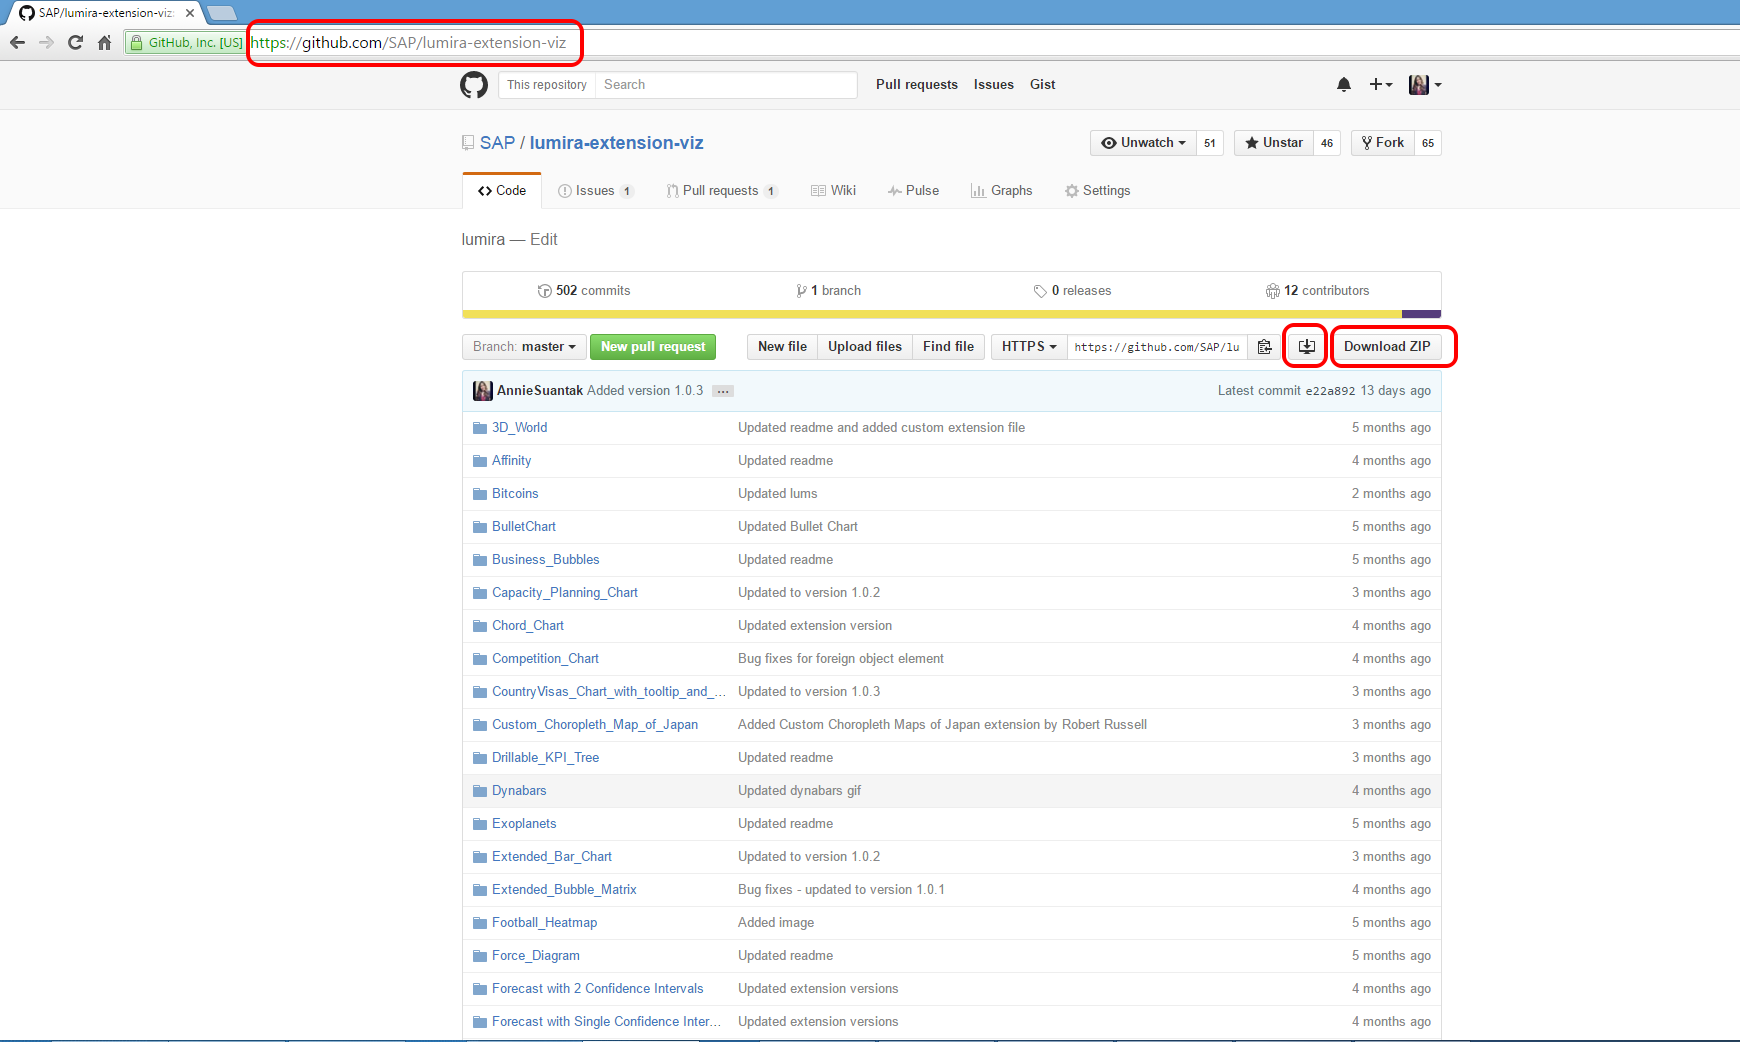 SAP/lumira-extension-viz
GitHub, Inc. [US] https://github.com/SAP/lumira-extension-viz
This repository Search Pull requests Issues Gist
SAP / lumira-extension-viz Unwatch 51 Unstar 46 Fork 65
Code Issues 1 Pull requests 1 Wiki Pulse Graphs Settings
lumira — Edit
502 commits 1 branch 0 releases 12 contributors
Branch: master New pull request New file Upload files Find file HTTPS https://github.com/SAP/lu Download ZIP
AnnieSuantak Added version 1.0.3 ... Latest commit e22a892 13 days ago
3D_World Updated readme and added custom extension file 5 months ago
Affinity Updated readme 4 months ago
Bitcoins Updated lums 2 months ago
BulletChart Updated Bullet Chart 5 months ago
Business_Bubbles Updated readme 5 months ago
Capacity_Planning_Chart Updated to version 1.0.2 3 months ago
Chord_Chart Updated extension version 4 months ago
Competition_Chart Bug fixes for foreign object element 4 months ago
CountryVisas_Chart_with_tooltip_and_... Updated to version 1.0.3 3 months ago
Custom_Choropleth_Map_of_Japan Added Custom Choropleth Maps of Japan extension by Robert Russell 3 months ago
Drillable_KPI_Tree Updated readme 3 months ago
Dynabars Updated dynabars gif 4 months ago
Exoplanets Updated readme 5 months ago
Extended_Bar_Chart Updated to version 1.0.2 3 months ago
Extended_Bubble_Matrix Bug fixes - updated to version 1.0.1 4 months ago
Football_Heatmap Added image 5 months ago
Force_Diagram Updated readme 5 months ago
Forecast with 2 Confidence Intervals Updated extension versions 4 months ago
Forecast with Single Confidence Inter... Updated extension versions 4 months ago